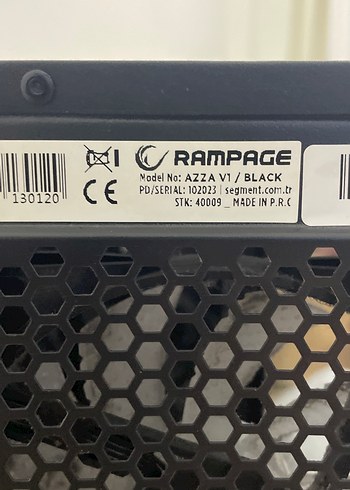 130120
RAMPAGE
Model No: AZZA V1 / BLACK
PD/SERIAL: 102023 | segment.com.tr
STK: 40009 _ MADE IN P.R.C
CE